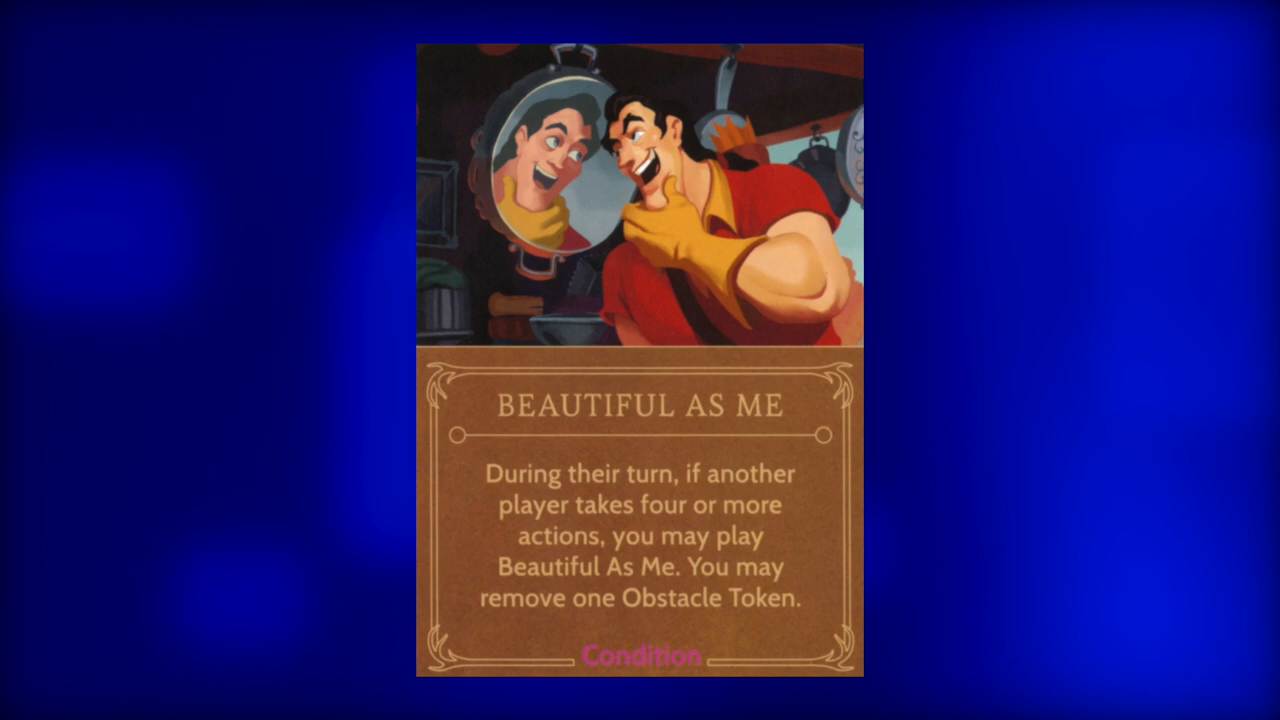 BEAUTIFUL AS ME
During their turn, if another
player takes four or more
actions, you may play
Beautiful As Me. You may
remove one Obstacle Token.
Condition